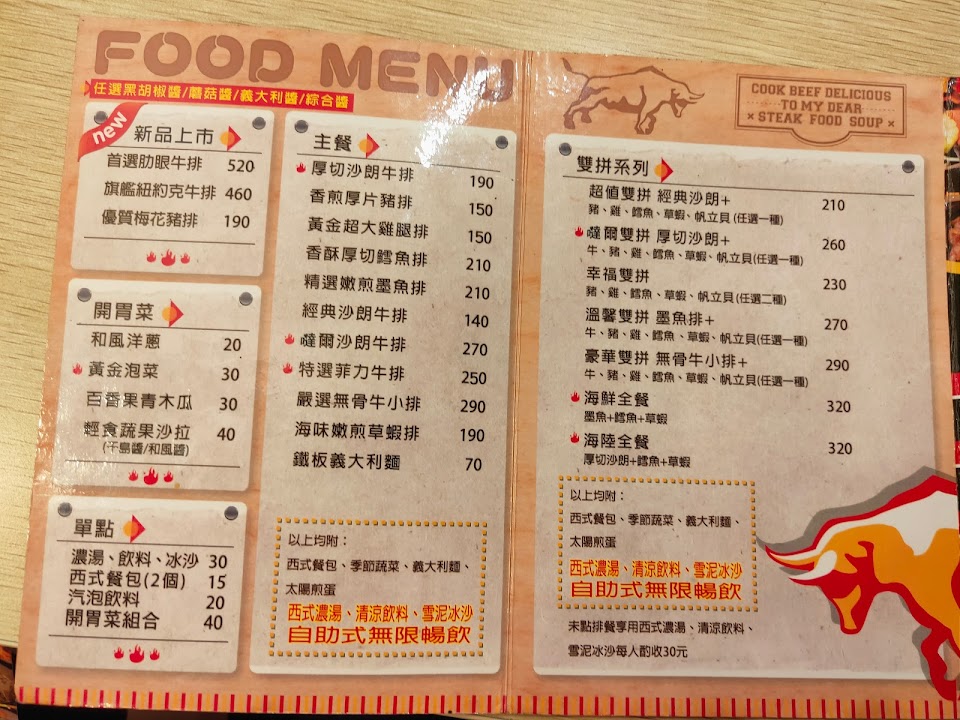 FOOD MENU
任選黑胡椒醬/蘑菇醬/義大利醬/綜合醬
new
新品上市
首選肋眼牛排 520
旗艦紐約克牛排 460
優質梅花豬排 190
開胃菜
和風洋蔥 20
黃金泡菜 30
百香果青木瓜 30
輕食蔬果沙拉 40
(千島醬/和風醬)
單點
濃湯、飲料、冰沙 30
西式餐包(2個) 15
汽泡飲料 20
開胃菜組合 40
主餐
厚切沙朗牛排 190
香煎厚片豬排 150
黃金超大雞腿排 150
香酥厚切鱈魚排 210
精選嫩煎墨魚排 210
經典沙朗牛排 140
噠爾沙朗牛排 270
特選菲力牛排 250
嚴選無骨牛小排 290
海味嫩煎草蝦排 190
鐵板義大利麵 70
以上均附：
西式餐包、季節蔬菜、義大利麵、
太陽煎蛋
西式濃湯、清涼飲料、雪泥冰沙
自助式無限暢飲
COOK BEEF DELICIOUS
TO MY DEAR
× STEAK FOOD SOUP ×
雙拼系列
超值雙拼 經典沙朗+ 210
豬、雞、鱈魚、草蝦、帆立貝(任選一種)
噠爾雙拼 厚切沙朗+ 260
牛、豬、雞、鱈魚、草蝦、帆立貝(任選一種)
幸福雙拼 230
豬、雞、鱈魚、草蝦、帆立貝(任選二種)
溫馨雙拼 墨魚排+ 270
牛、豬、雞、鱈魚、草蝦、帆立貝(任選一種)
豪華雙拼 無骨牛小排+ 290
牛、豬、雞、鱈魚、草蝦、帆立貝(任選一種)
海鮮全餐 320
墨魚+鱈魚+草蝦
海陸全餐 320
厚切沙朗+鱈魚+草蝦
以上均附：
西式餐包、季節蔬菜、義大利麵、
太陽煎蛋
西式濃湯、清涼飲料、雪泥冰沙
自助式無限暢飲
未點排餐享用西式濃湯、清涼飲料、
雪泥冰沙每人酌收30元